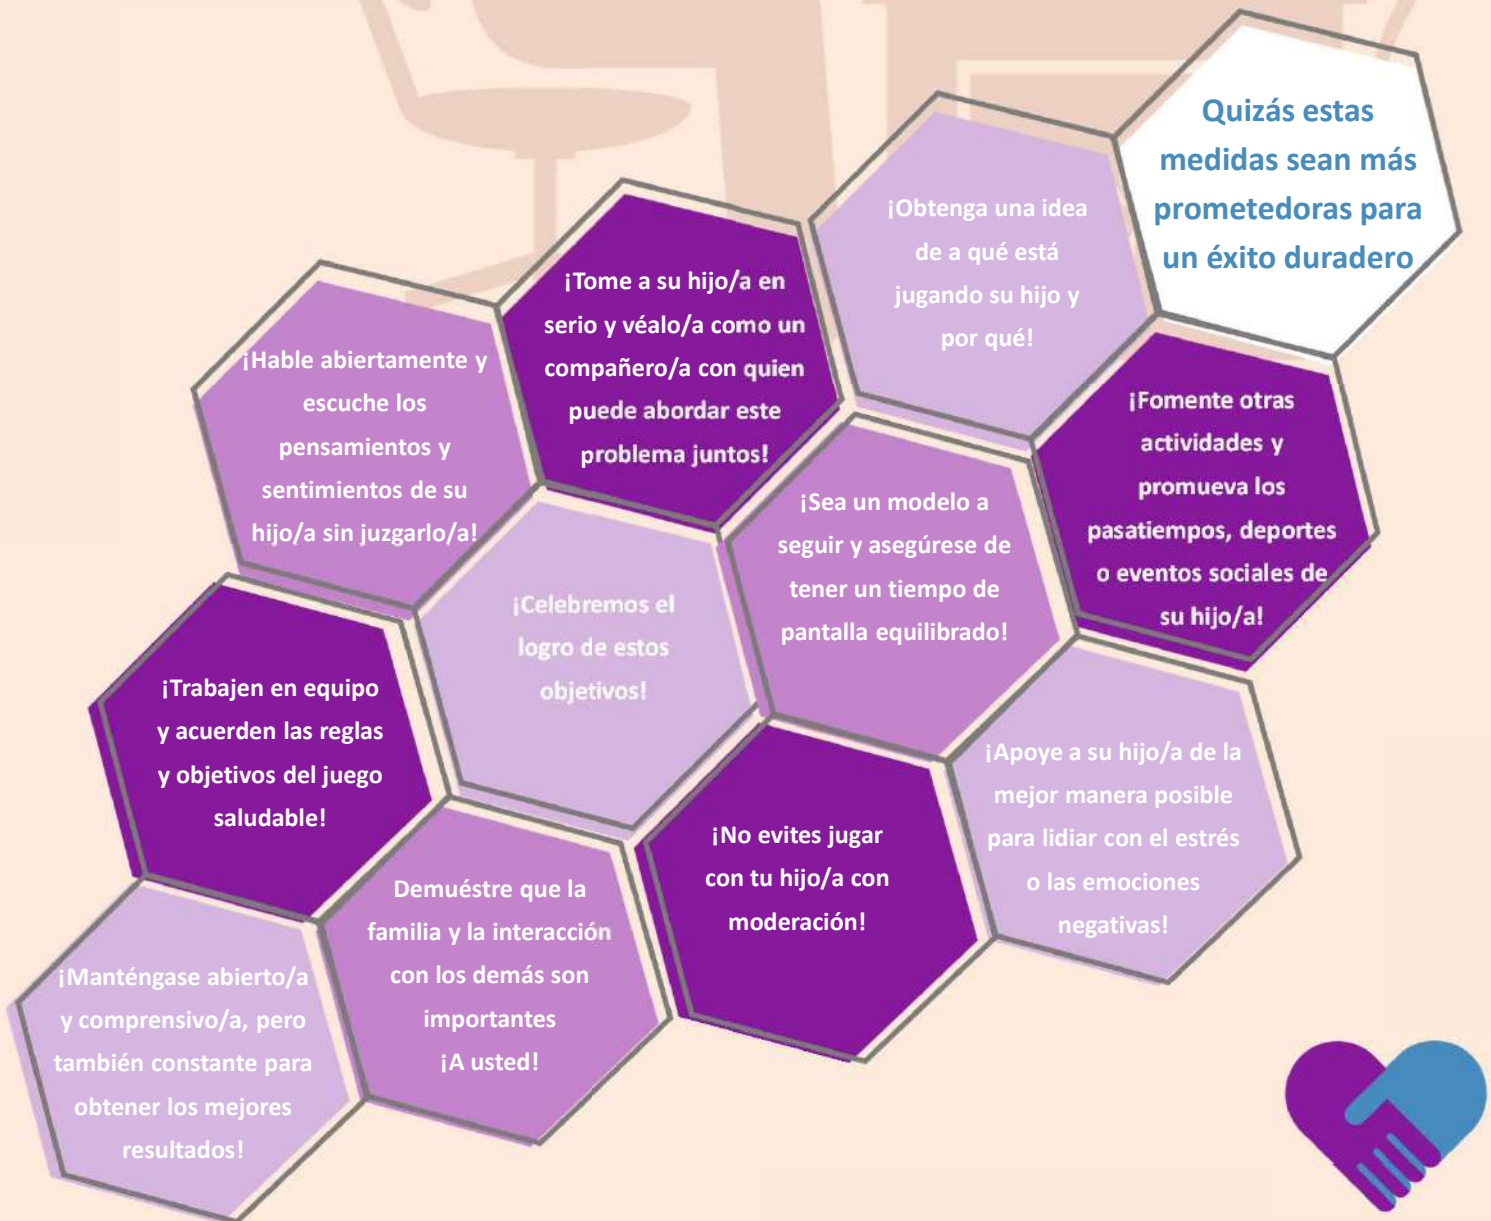 Quizás estas
medidas sean más
prometedoras para
un éxito duradero
¡Obtenga una idea
de a qué está
jugando su hijo y
por qué!
¡Tome a su hijo/a en
serio y véalo/a como un
compañero/a con quien
puede abordar este
problema juntos!
¡Hable abiertamente y
escuche los
pensamientos y
sentimientos de su
hijo/a sin juzgarlo/a!
¡Fomente otras
actividades y
promueva los
pasatiempos, deportes
o eventos sociales de
su hijo/a!
¡Sea un modelo a
seguir y asegúrese de
tener un tiempo de
pantalla equilibrado!
¡Celebremos el
logro de estos
objetivos!
¡Trabajen en equipo
y acuerden las reglas
y objetivos del juego
saludable!
¡Apoye a su hijo/a de la
mejor manera posible
para lidiar con el estrés
o las emociones
negativas!
¡No evites jugar
con tu hijo/a con
moderación!
Demuéstre que la
familia y la interacción
con los demás son
importantes
¡A usted!
¡Manténgase abierto/a
y comprensivo/a, pero
también constante para
obtener los mejores
resultados!